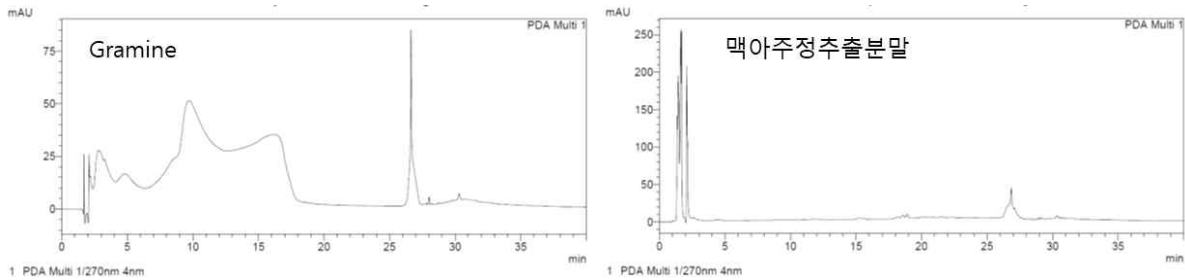 mAU
PDA Multi 1
Gramine
75
50
25
0
0 5 10 15 20 25 30 35
min
1 PDA Multi 1/270nm 4nm
mAU
PDA Multi 1
맥아주정추출분말
250
200
150
100
50
0
0 5 10 15 20 25 30 35
min
1 PDA Multi 1/270nm 4nm